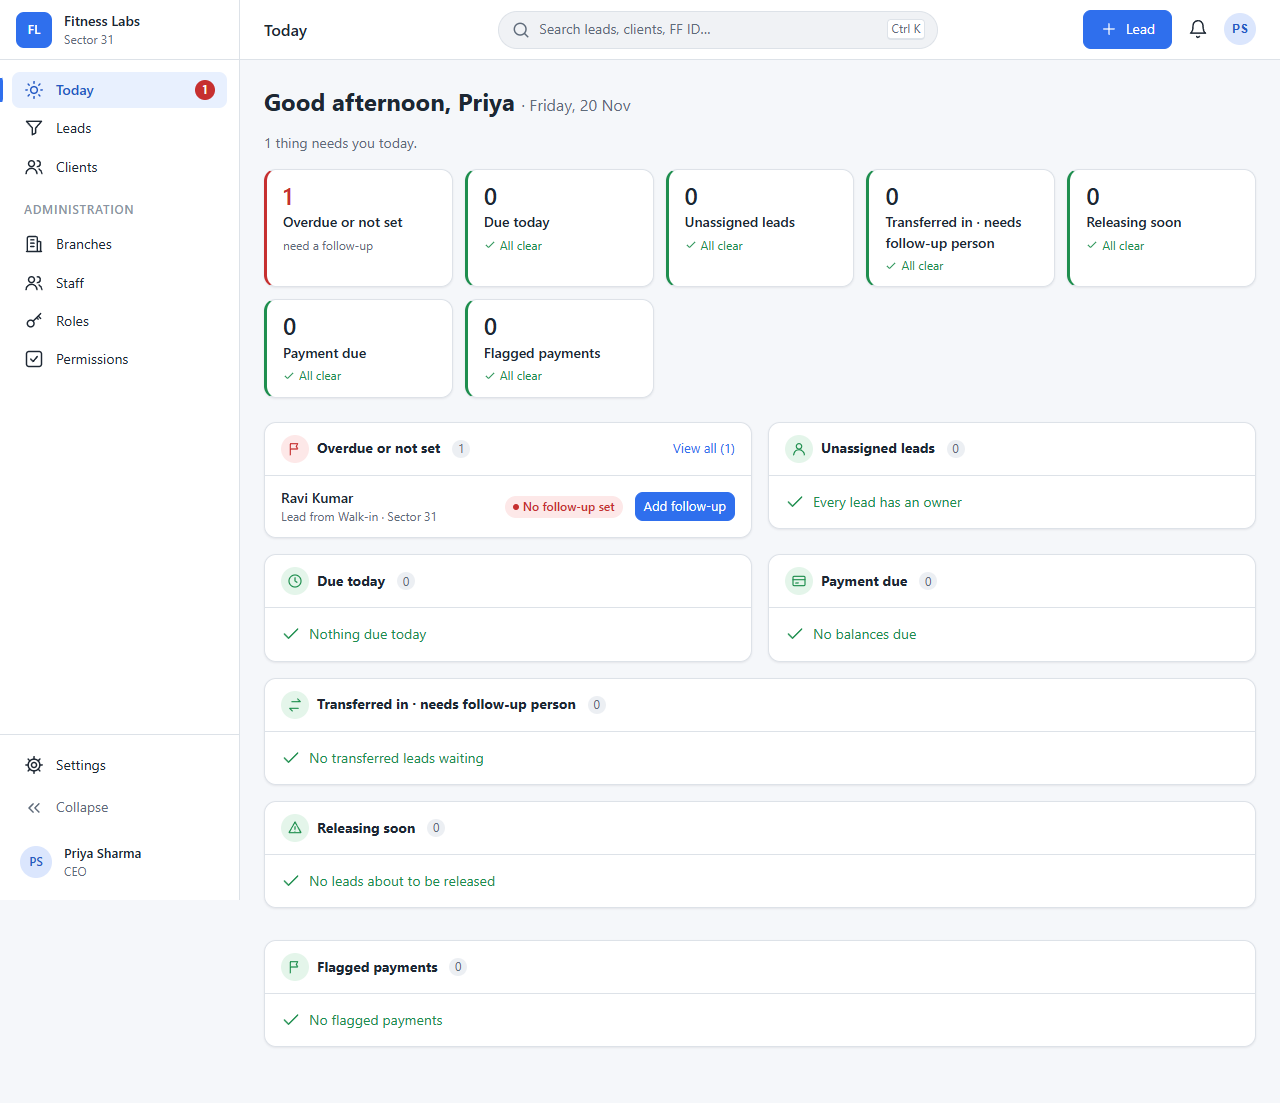 FL
Fitness Labs
Sector 31
Today 1
Leads
Clients
ADMINISTRATION
Branches
Staff
Roles
Permissions
Settings
Collapse
PS
Priya Sharma
CEO
Today
Search leads, clients, FF ID...
Ctrl K
+ Lead
PS
Good afternoon, Priya · Friday, 20 Nov
1 thing needs you today.
1
Overdue or not set
need a follow-up
0
Due today
All clear
0
Unassigned leads
All clear
0
Transferred in · needs
follow-up person
All clear
0
Releasing soon
All clear
0
Payment due
All clear
0
Flagged payments
All clear
Overdue or not set 1 View all (1)
Ravi Kumar
Lead from Walk-in · Sector 31
No follow-up set
Add follow-up
Unassigned leads 0
Every lead has an owner
Due today 0
Nothing due today
Payment due 0
No balances due
Transferred in · needs follow-up person 0
No transferred leads waiting
Releasing soon 0
No leads about to be released
Flagged payments 0
No flagged payments